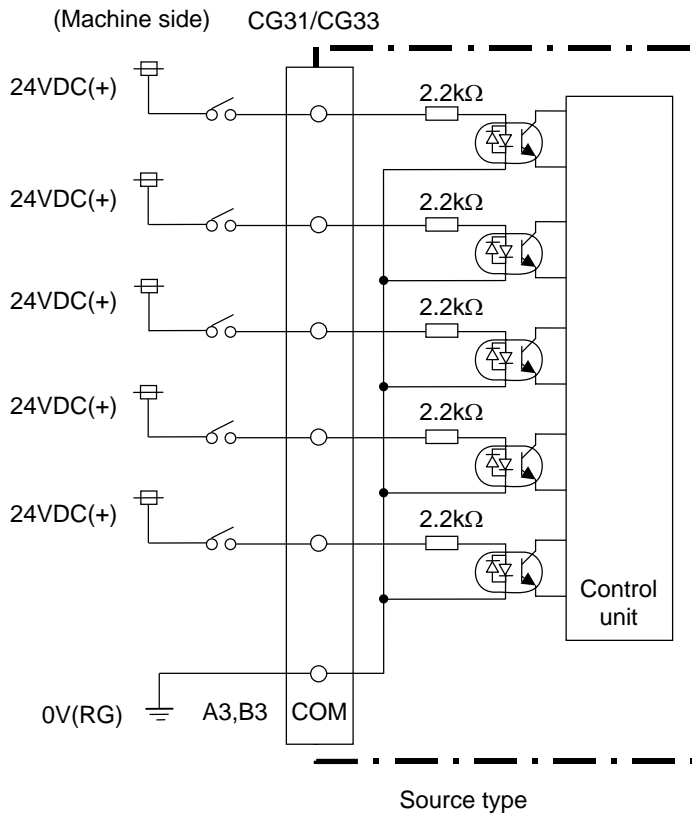 (Machine side) CG31/CG33
24VDC(+) 2.2kΩ
24VDC(+) 2.2kΩ
24VDC(+) 2.2kΩ
24VDC(+) 2.2kΩ
24VDC(+) 2.2kΩ
Control
unit
0V(RG) A3,B3 COM
Source type